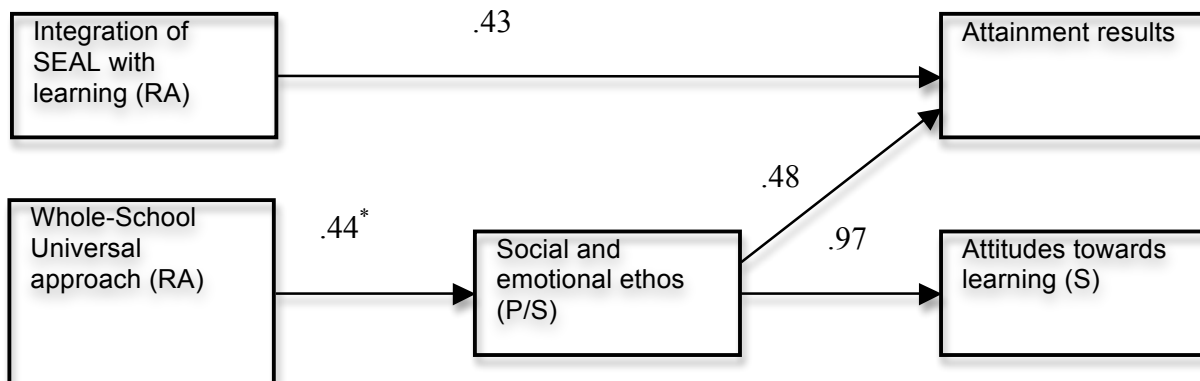 Integration of
SEAL with
learning (RA)
.43
Attainment results
.48
Whole-School
Universal
approach (RA)
.44*
Social and
emotional ethos
(P/S)
.97
Attitudes towards
learning (S)